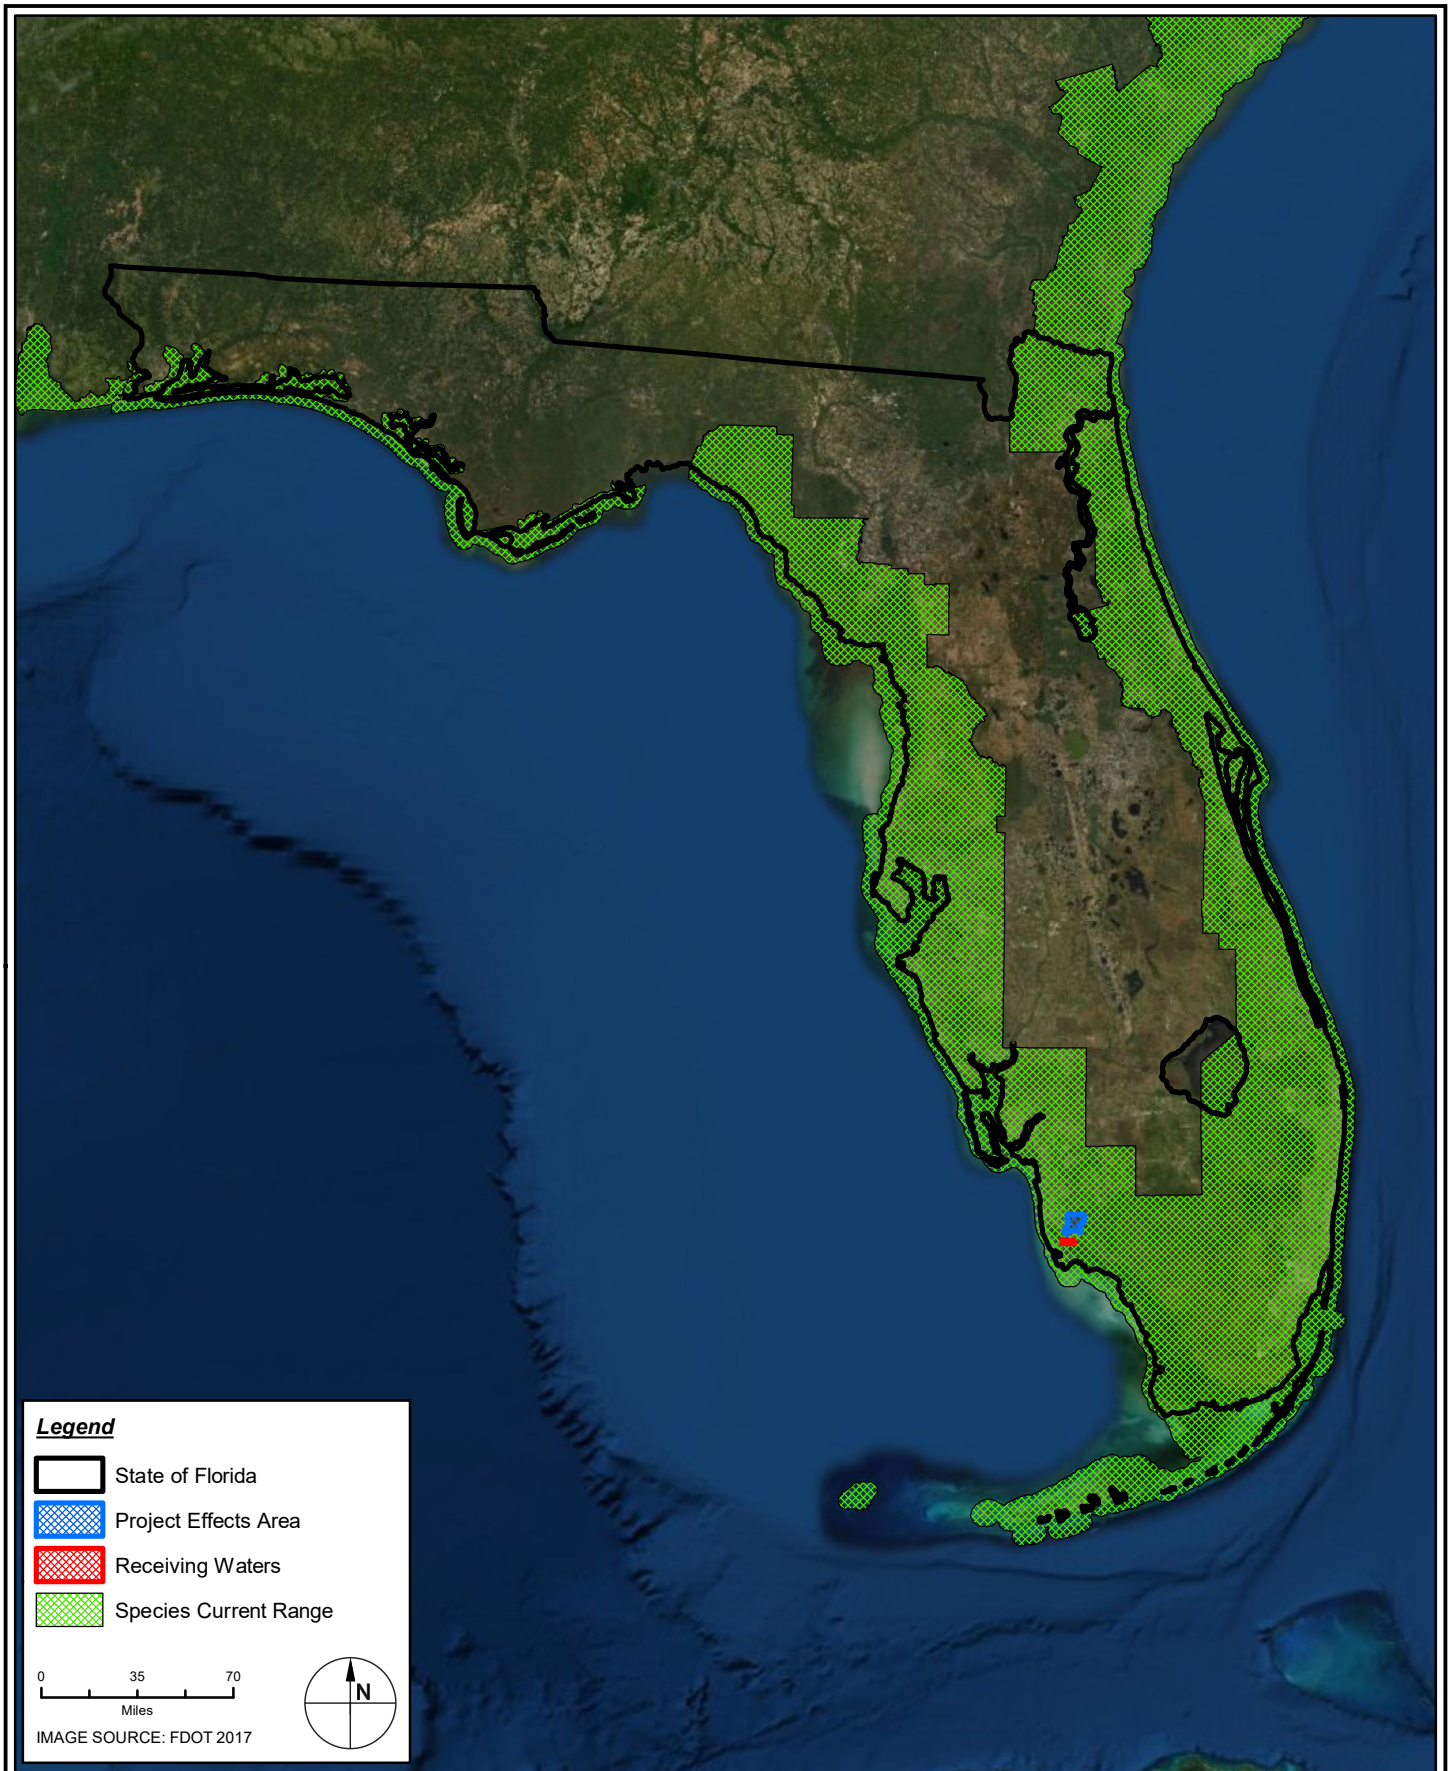 Legend
State of Florida
Project Effects Area
Receiving Waters
Species Current Range
0 35 70
Miles
N
IMAGE SOURCE: FDOT 2017